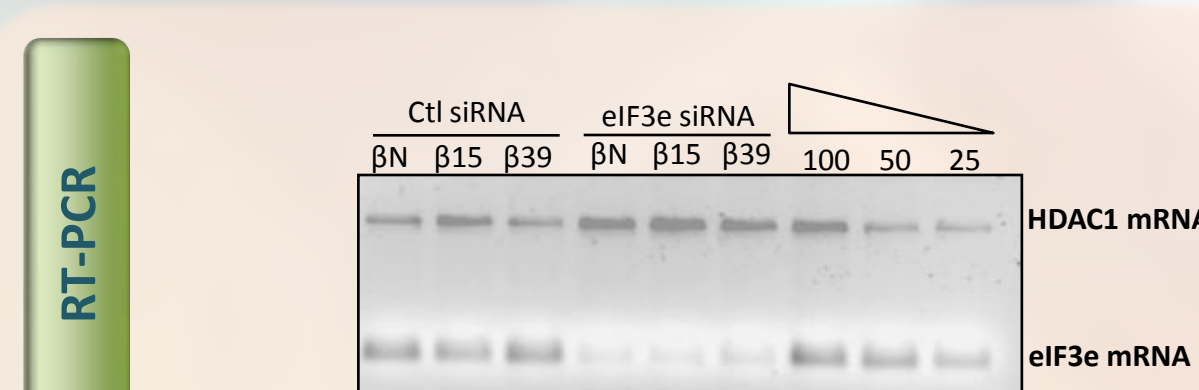 RT-PCR
Ctl siRNA eIF3e siRNA
βN β15 β39 βN β15 β39 100 50 25
HDAC1 mRNA
eIF3e mRNA